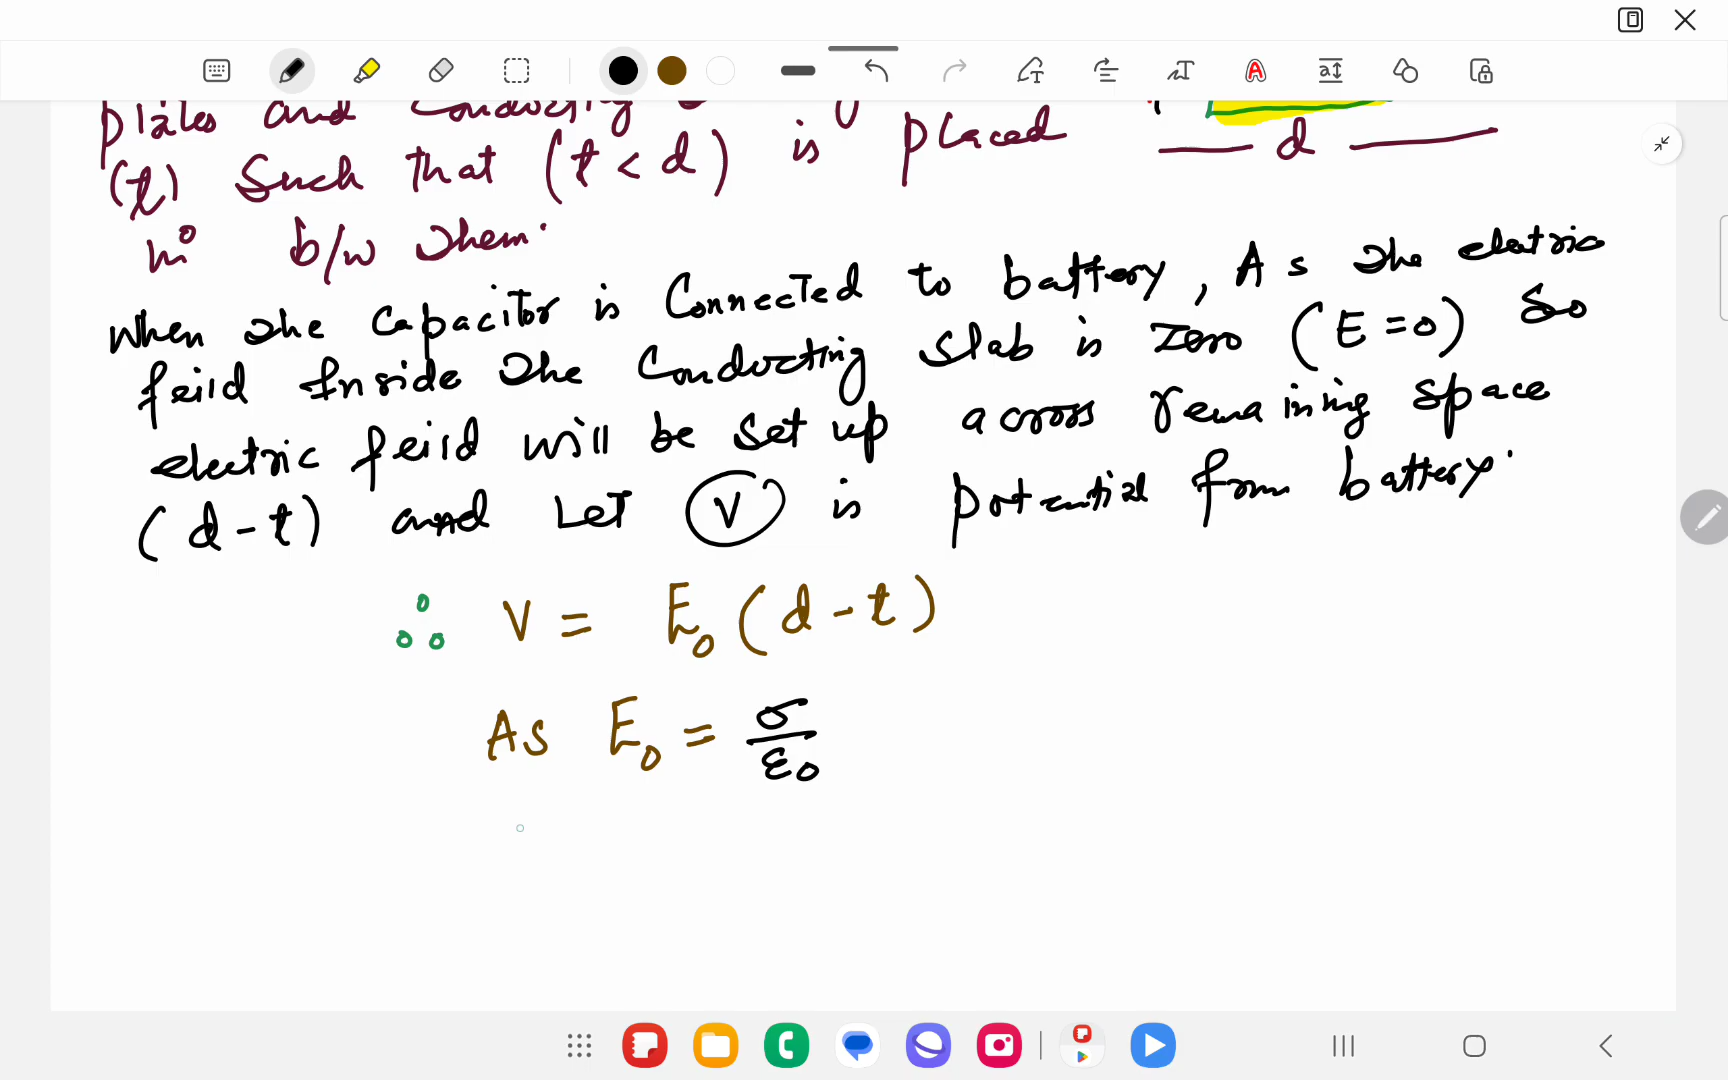 plates and conducting
(t) Such that (t < d) is placed d
in b/w them.
When the capacitor is Connected to battery, As the eletric
feild Inside the Conducting Slab is Zero (E = 0) So
electric feild will be set up across remaining space
(d - t) and Let V is potential from battery.
∴ V = E₀ (d - t)
As E₀ = σ/ε₀